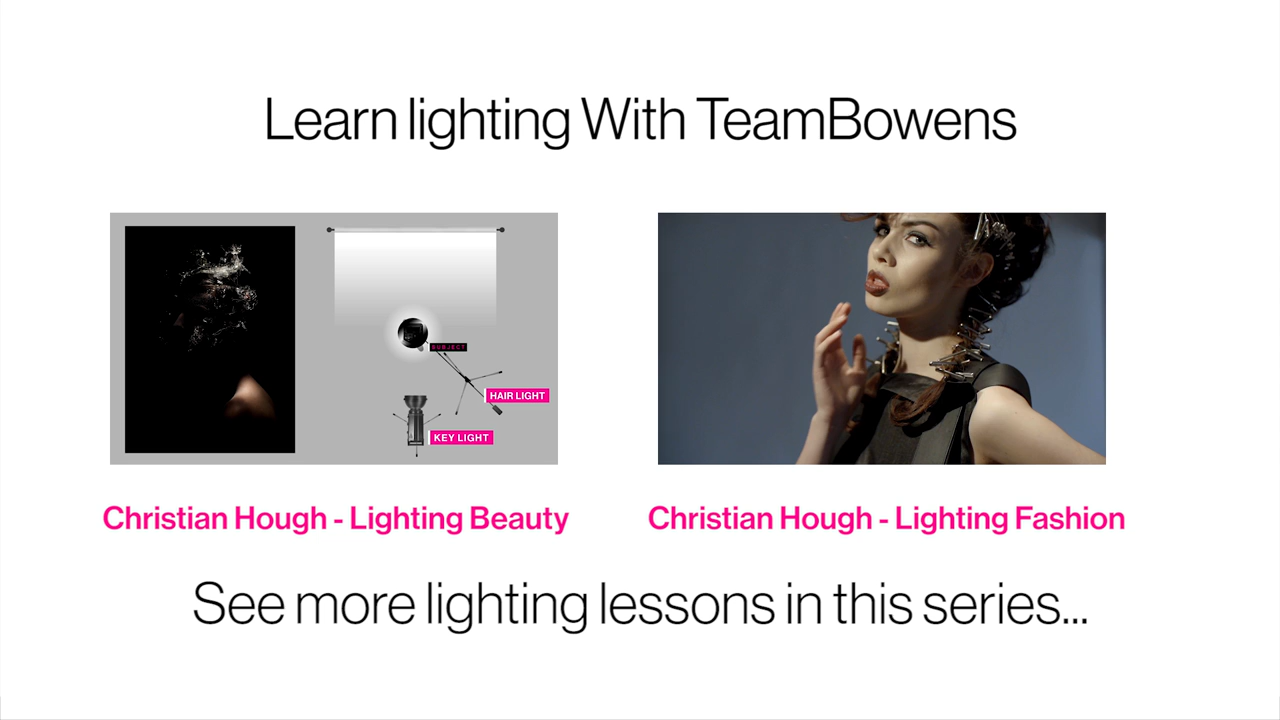 Learn lighting With TeamBowens
SUBJECT
HAIR LIGHT
KEY LIGHT
Christian Hough - Lighting Beauty
Christian Hough - Lighting Fashion
See more lighting lessons in this series...